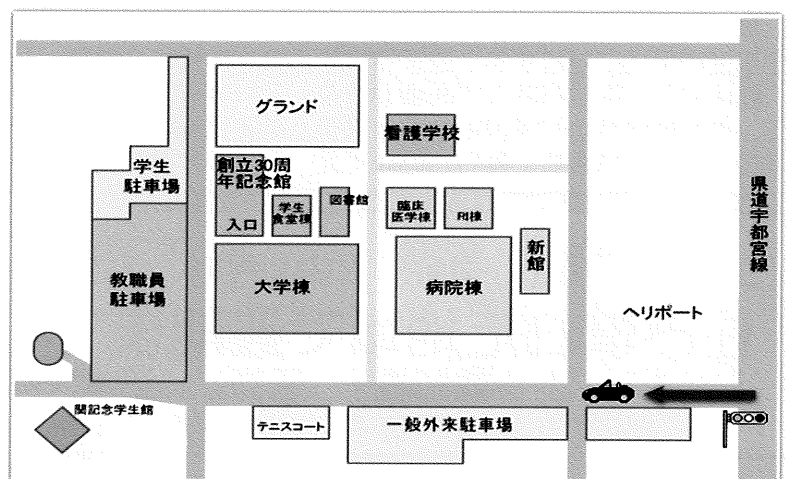 グランド
看護学校
創立30周
年記念館
入口
学生
食堂棟
図書館
臨床
医学棟
RI棟
新
館
学生
駐車場
教職員
駐車場
大学棟
病院棟
ヘリポート
県道宇都宮線
関記念学生館
テニスコート
一般外来駐車場